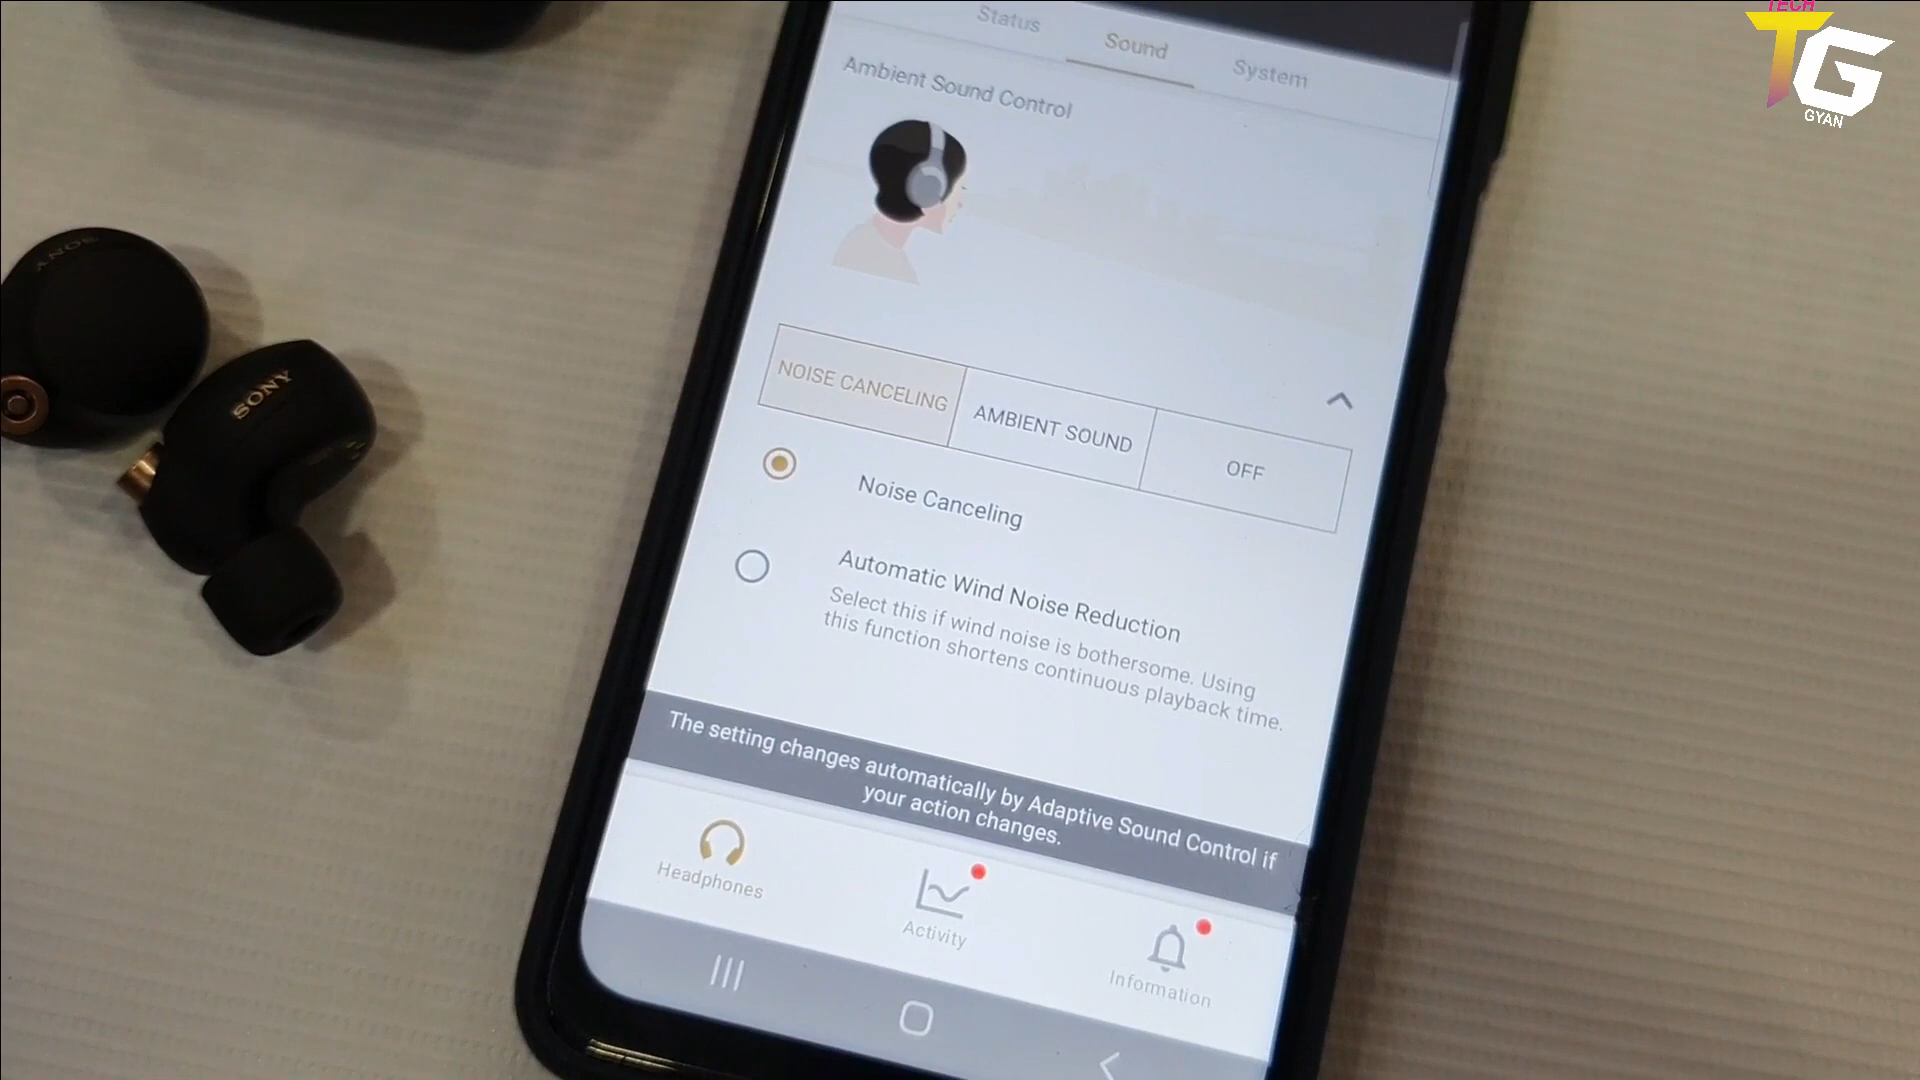 TECH
TG
GYAN
Status
Sound
System
Ambient Sound Control
NOISE CANCELING
AMBIENT SOUND
OFF
Noise Canceling
Automatic Wind Noise Reduction
Select this if wind noise is bothersome. Using
this function shortens continuous playback time.
The setting changes automatically by Adaptive Sound Control if
your action changes.
Headphones
Activity
Information
SONY
SONY